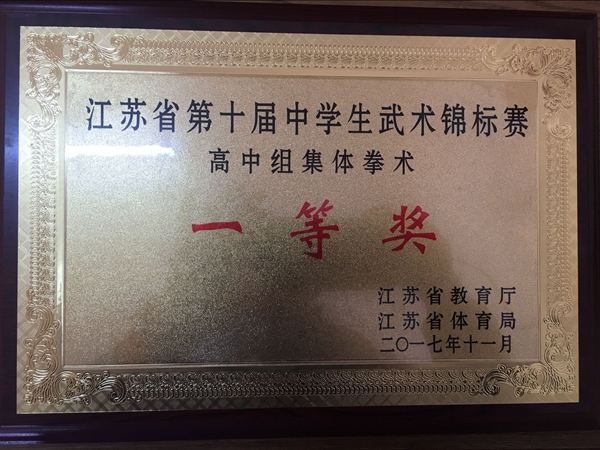 江苏省第十届中学生武术锦标赛
高中组集体拳术
一等奖
江苏省教育厅
江苏省体育局
二〇一七年十一月